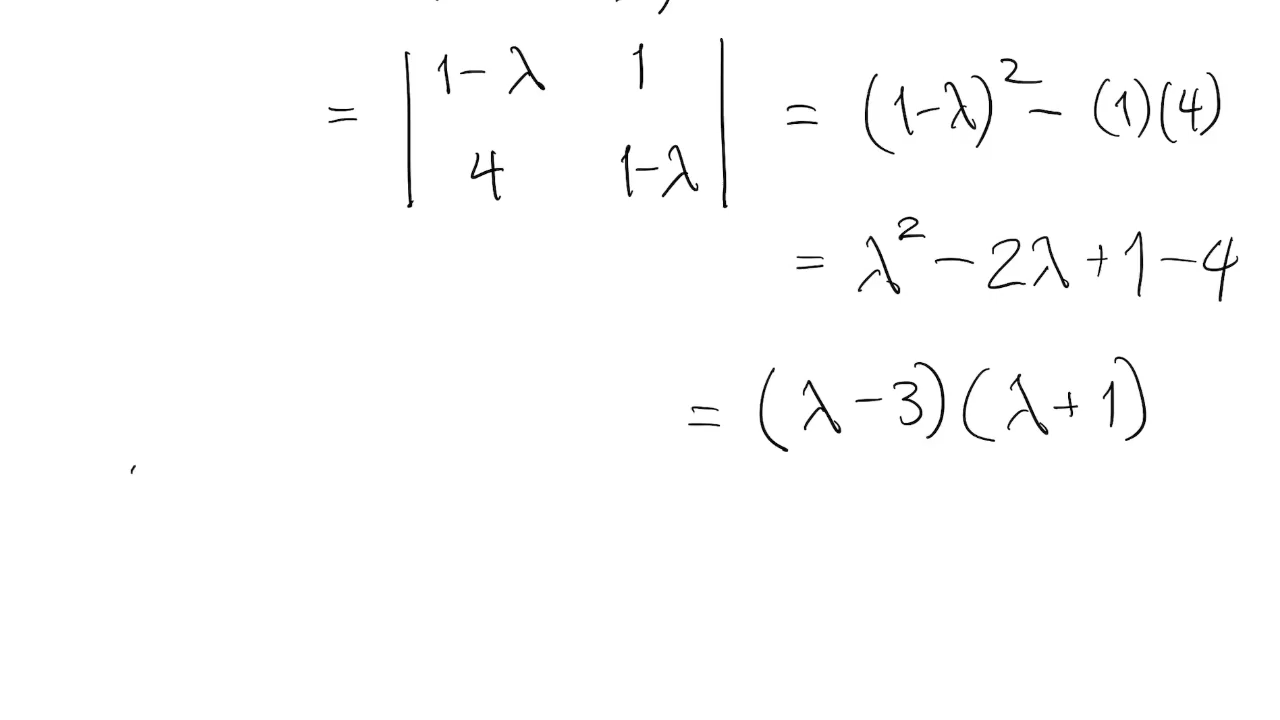 = | 1-λ 1 | = (1-λ)² - (1)(4)
| 4 1-λ |
= λ² - 2λ + 1 - 4
= (λ - 3)(λ + 1)